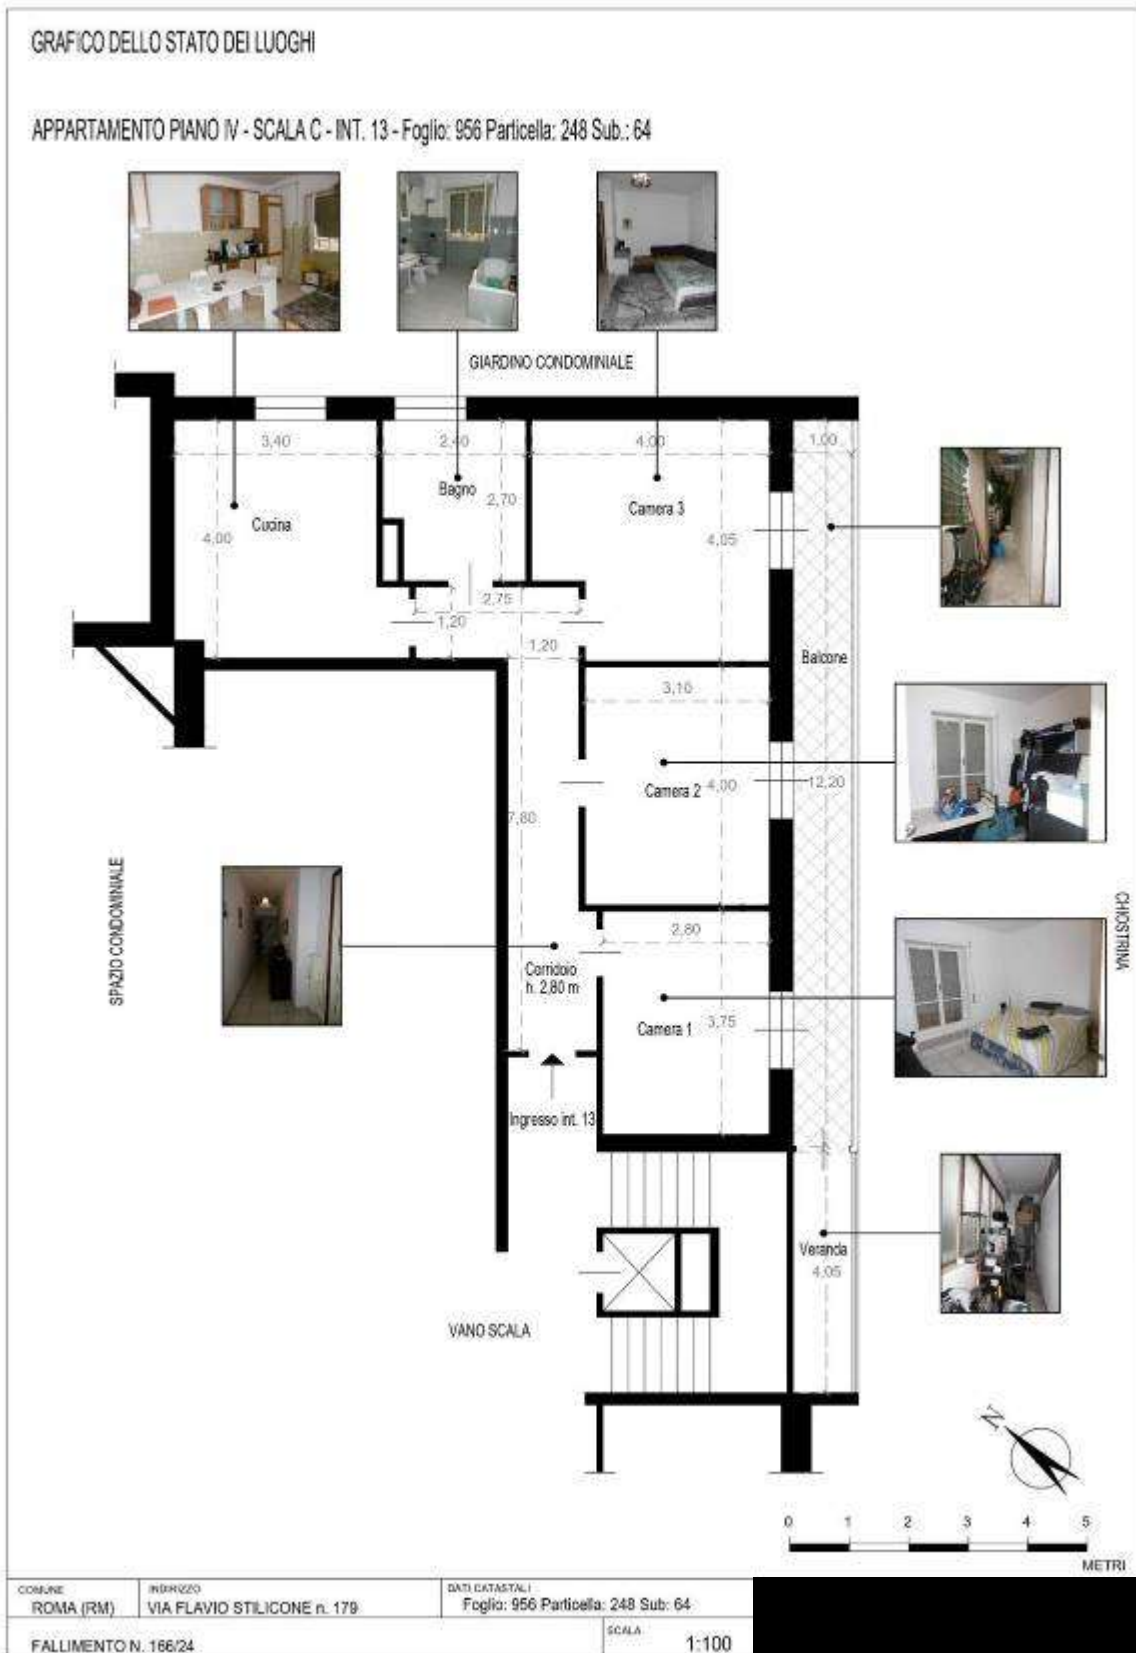 GRAFICO DELLO STATO DEI LUOGHI
APPARTAMENTO PIANO IV - SCALA C - INT. 13 - Foglio: 956 Particella: 248 Sub.: 64
GIARDINO CONDOMINIALE
3,40
2,40
4,00
1,00
Bagno
2,70
Camera 3
Cucina
4,00
4,05
2,75
1,20
1,20
Balcone
3,10
Camera 2
4,00
12,20
7,80
SPAZIO CONDOMINIALE
CHIOSTRINA
2,80
Corridoio
h. 2,80 m
Camera 1
3,75
Ingresso int. 13
Veranda
4,05
VANO SCALA
N
0 1 2 3 4 5
METRI
COMUNE
ROMA (RM)
INDIRIZZO
VIA FLAVIO STILICONE n. 179
DATI CATASTALI
Foglio: 956 Particella: 248 Sub: 64
FALLIMENTO N. 166/24
SCALA
1:100